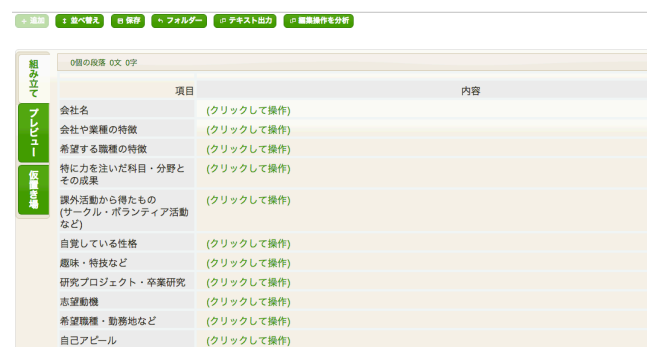 + 追加 ↕ 並べ替え 保存 フォルダー テキスト出力 編集操作を分析
組み立て
プレビュー
仮置き場
0個の段落 0文 0字
項目 内容
会社名 (クリックして操作)
会社や業種の特徴 (クリックして操作)
希望する職種の特徴 (クリックして操作)
特に力を注いだ科目・分野と (クリックして操作)
その成果
課外活動から得たもの (クリックして操作)
(サークル・ボランティア活動
など)
自覚している性格 (クリックして操作)
趣味・特技など (クリックして操作)
研究プロジェクト・卒業研究 (クリックして操作)
志望動機 (クリックして操作)
希望職種・勤務地など (クリックして操作)
自己アピール (クリックして操作)